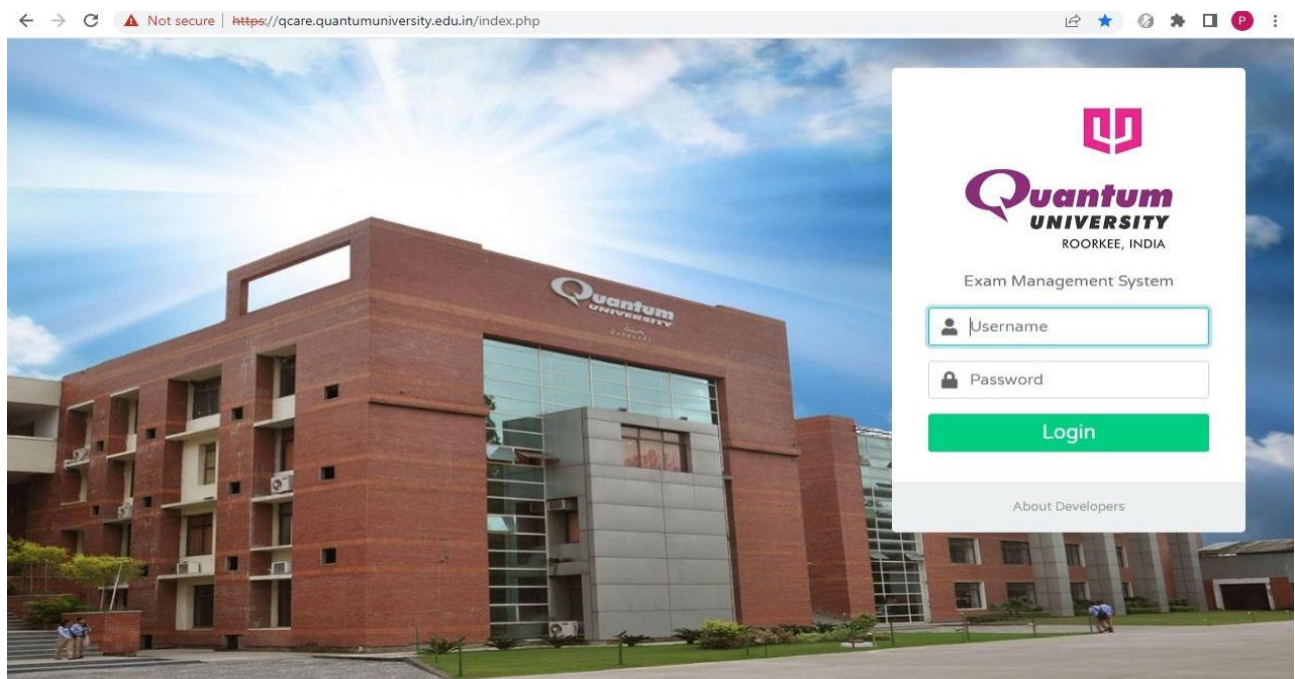 Not secure | https://qcare.quantumuniversity.edu.in/index.php
P
Quantum
UNIVERSITY
Quantum
UNIVERSITY
ROORKEE, INDIA
Exam Management System
Username
Password
Login
About Developers